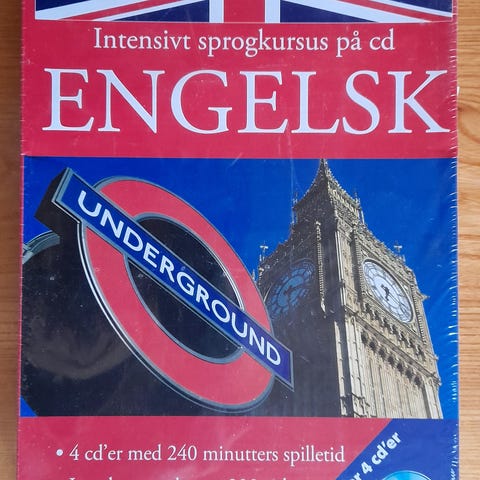 Intensivt sprogkursus på cd
ENGELSK
UNDERGROUND
• 4 cd'er med 240 minutters spilletid
4 cd'er